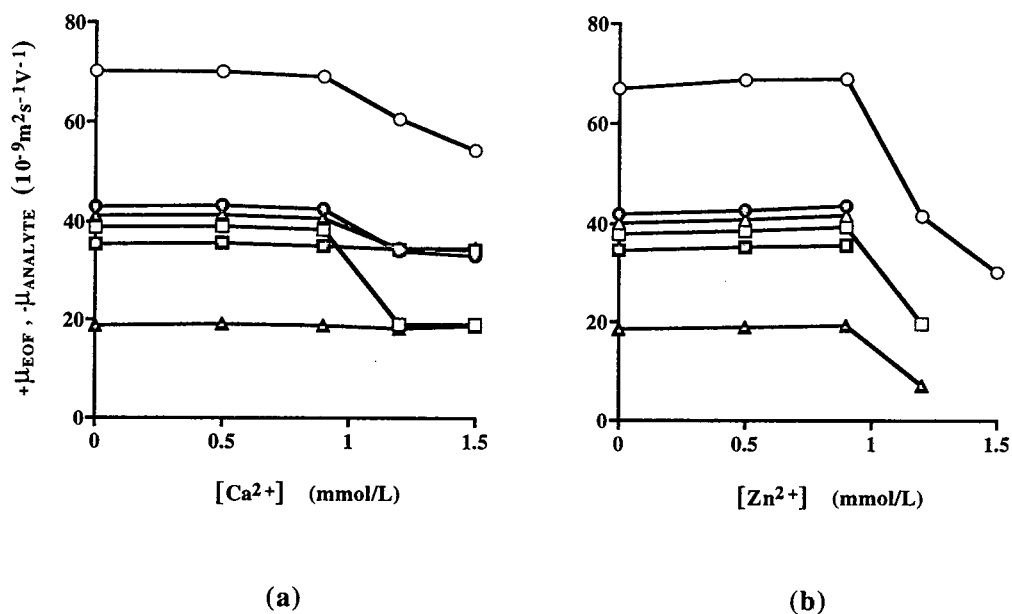 80
60
40
20
0
+μEOF , -μANALYTE (10⁻⁹m²s⁻¹V⁻¹)
0 0.5 1 1.5
[Ca²⁺] (mmol/L)
(a)
80
60
40
20
0
0 0.5 1 1.5
[Zn²⁺] (mmol/L)
(b)